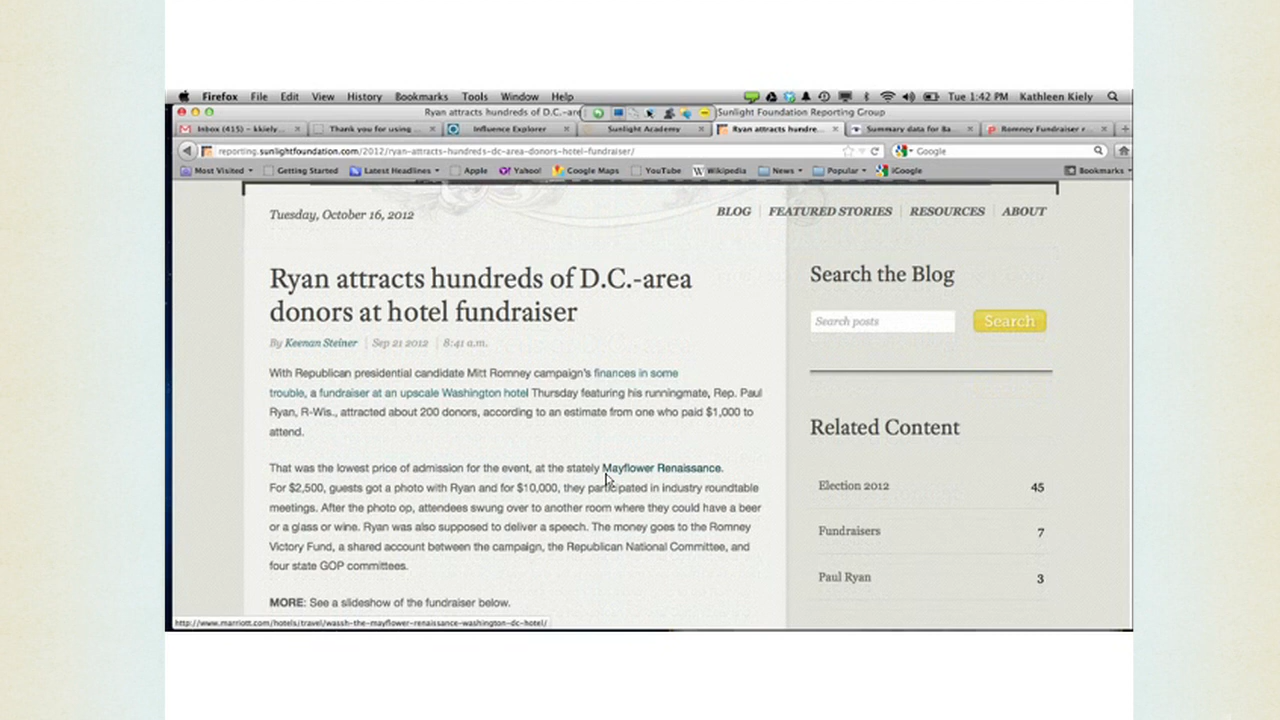 Firefox File Edit View History Bookmarks Tools Window Help Tue 1:42 PM Kathleen Kiely
Ryan attracts hundreds of D.C.-are Sunlight Foundation Reporting Group
Inbox (415) – kkiely... Thank you for using ... Influence Explorer Sunlight Academy Ryan attracts hundre... Summary data for Ba... Romney Fundraiser r...
reporting.sunlightfoundation.com/2012/ryan-attracts-hundreds-dc-area-donors-hotel-fundraiser/ Google
Most Visited Getting Started Latest Headlines Apple Yahoo! Google Maps YouTube Wikipedia News Popular iGoogle Bookmarks
Tuesday, October 16, 2012
BLOG FEATURED STORIES RESOURCES ABOUT
Ryan attracts hundreds of D.C.-area
donors at hotel fundraiser
By Keenan Steiner Sep 21 2012 8:41 a.m.
With Republican presidential candidate Mitt Romney campaign's finances in some
trouble, a fundraiser at an upscale Washington hotel Thursday featuring his runningmate, Rep. Paul
Ryan, R-Wis., attracted about 200 donors, according to an estimate from one who paid $1,000 to
attend.
That was the lowest price of admission for the event, at the stately Mayflower Renaissance.
For $2,500, guests got a photo with Ryan and for $10,000, they participated in industry roundtable
meetings. After the photo op, attendees swung over to another room where they could have a beer
or a glass or wine. Ryan was also supposed to deliver a speech. The money goes to the Romney
Victory Fund, a shared account between the campaign, the Republican National Committee, and
four state GOP committees.
MORE: See a slideshow of the fundraiser below.
Search the Blog
Search posts Search
Related Content
Election 2012 45
Fundraisers 7
Paul Ryan 3
http://www.marriott.com/hotels/travel/wassh-the-mayflower-renaissance-washington-dc-hotel/